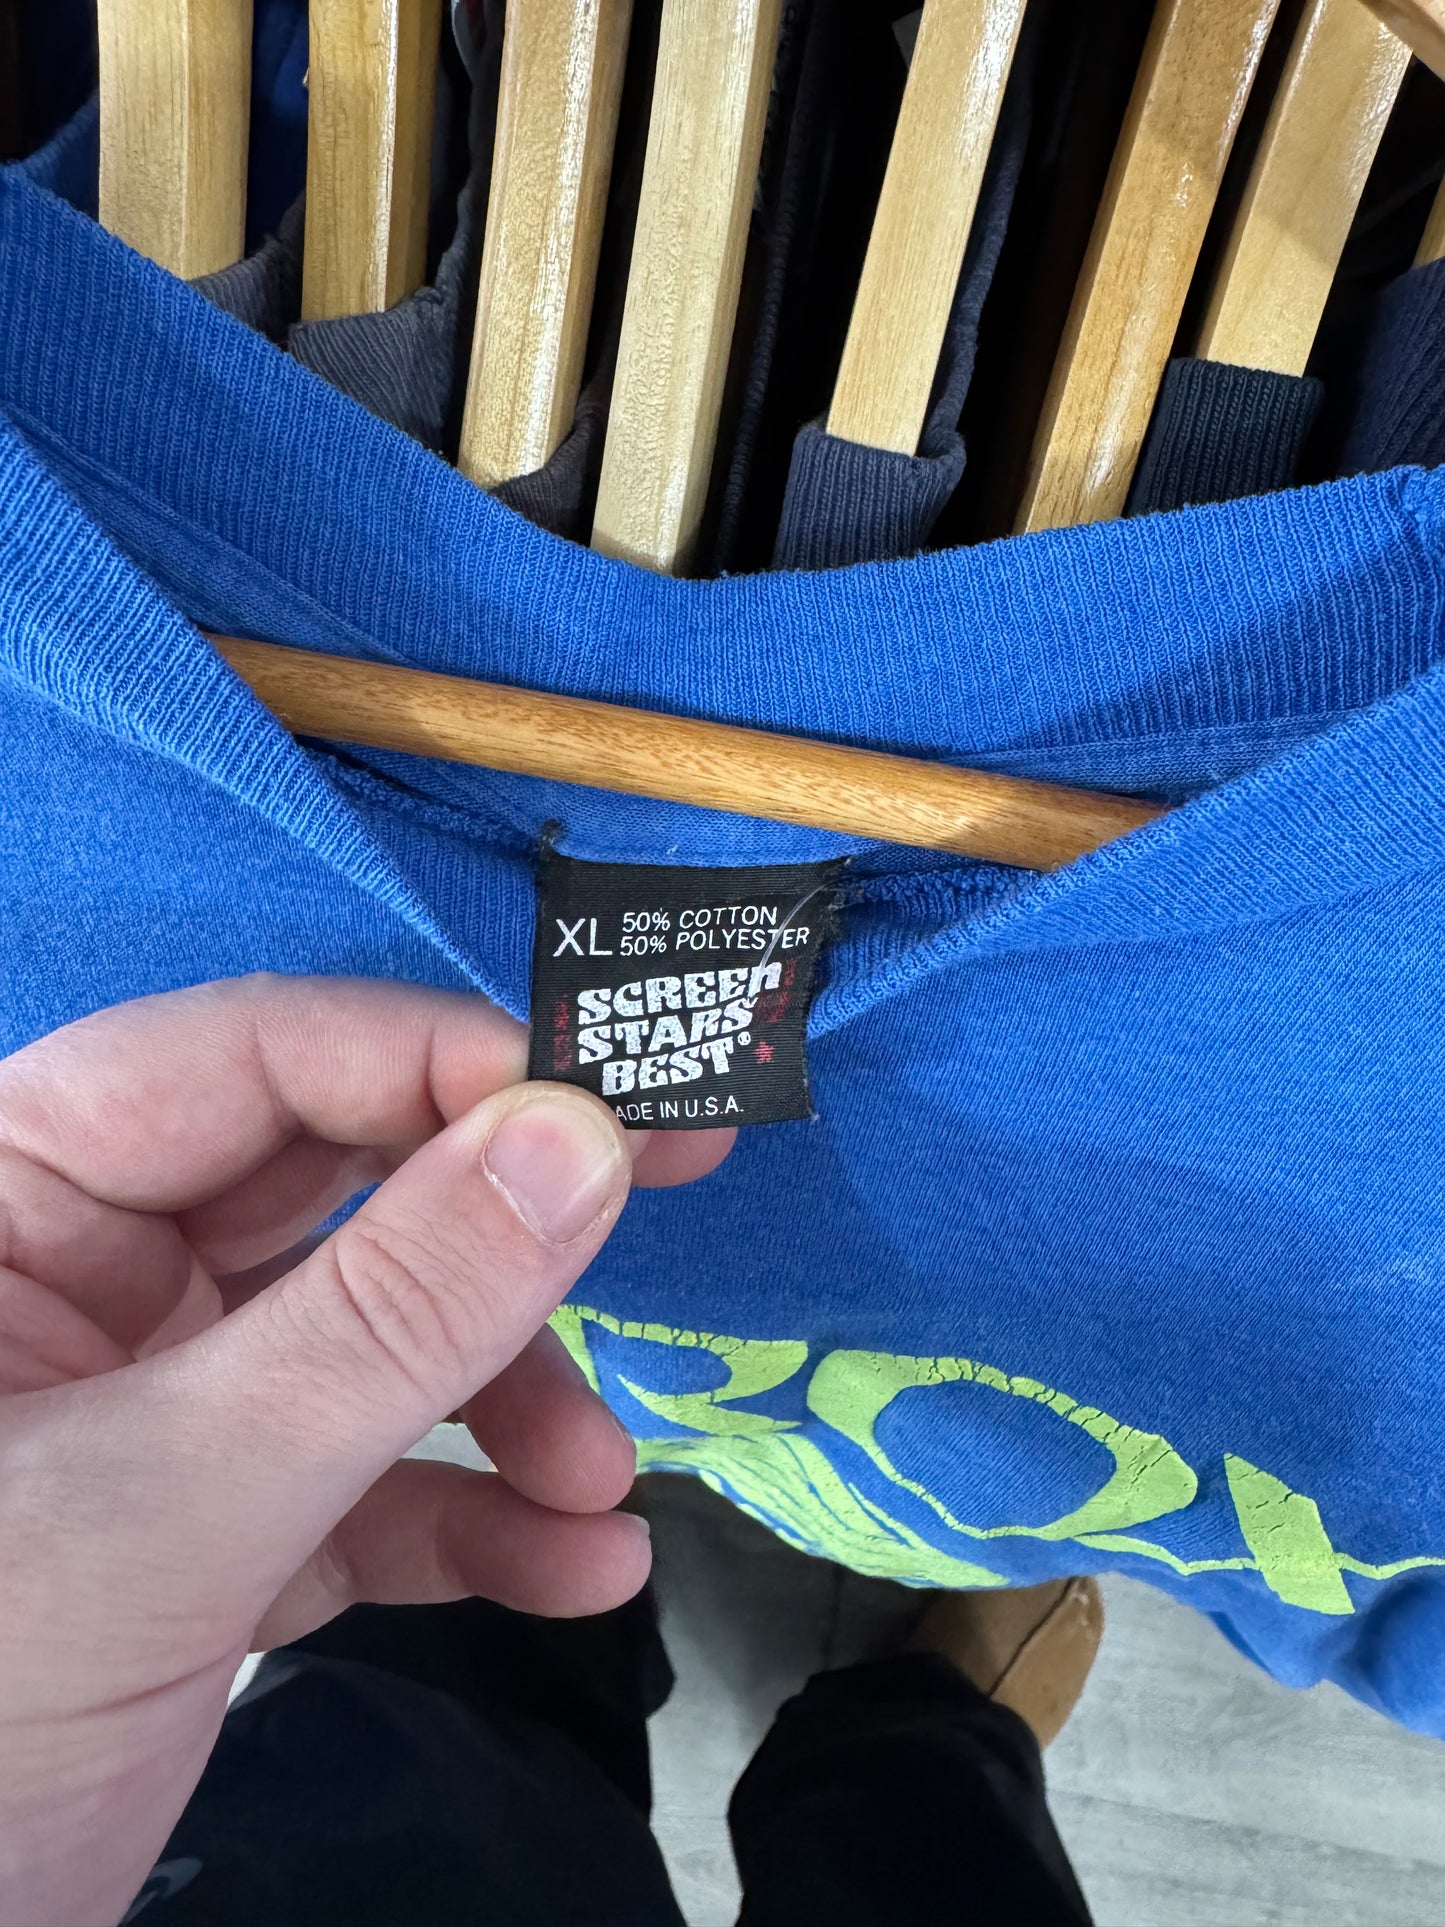 XL 50% COTTON
50% POLYESTER
SCREEN
STARS
BEST®
ADE IN U.S.A.